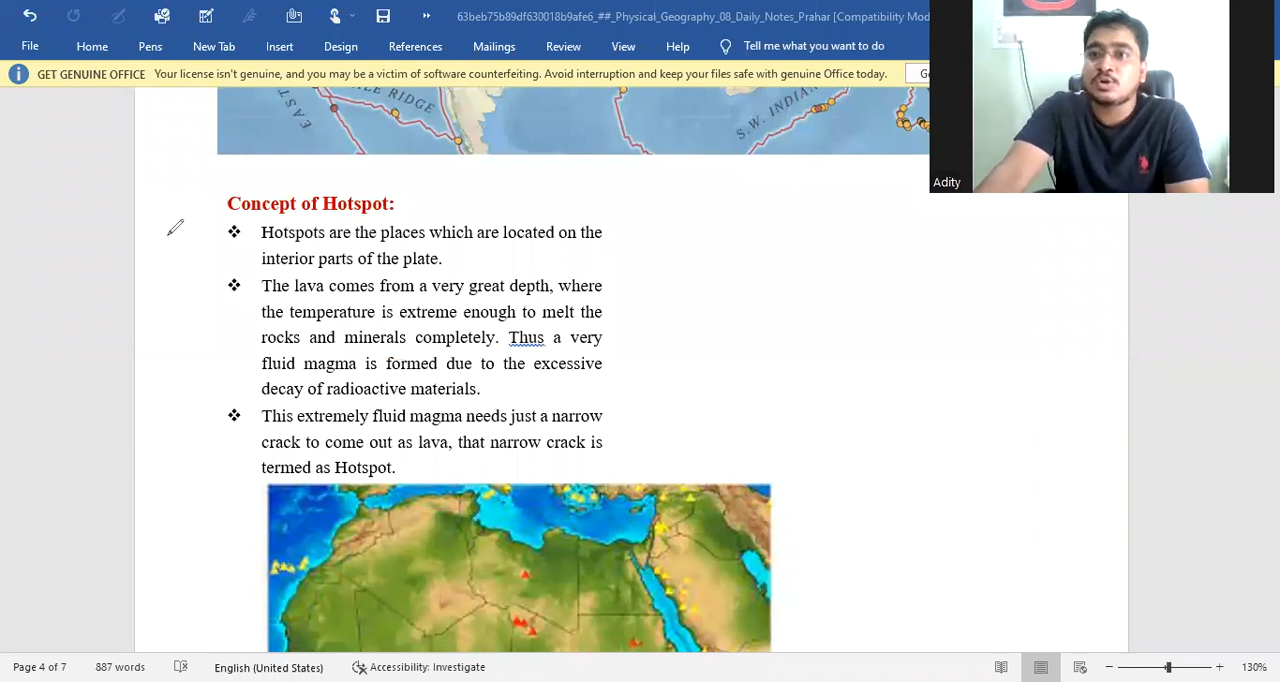 63beb75b89df630018b9afe6_##_Physical_Geography_08_Daily_Notes_Prahar [Compatibility Mod
File Home Pens New Tab Insert Draw Design References Mailings Review View Help Tell me what you want to do
GET GENUINE OFFICE Your license isn't genuine, and you may be a victim of software counterfeiting. Avoid interruption and keep your files safe with genuine Office today.
EAST
LE RIDGE
S.W. INDIAN
Adity
Concept of Hotspot:
❖ Hotspots are the places which are located on the
interior parts of the plate.
❖ The lava comes from a very great depth, where
the temperature is extreme enough to melt the
rocks and minerals completely. Thus a very
fluid magma is formed due to the excessive
decay of radioactive materials.
❖ This extremely fluid magma needs just a narrow
crack to come out as lava, that narrow crack is
termed as Hotspot.
Page 4 of 7 887 words English (United States) Accessibility: Investigate 130%